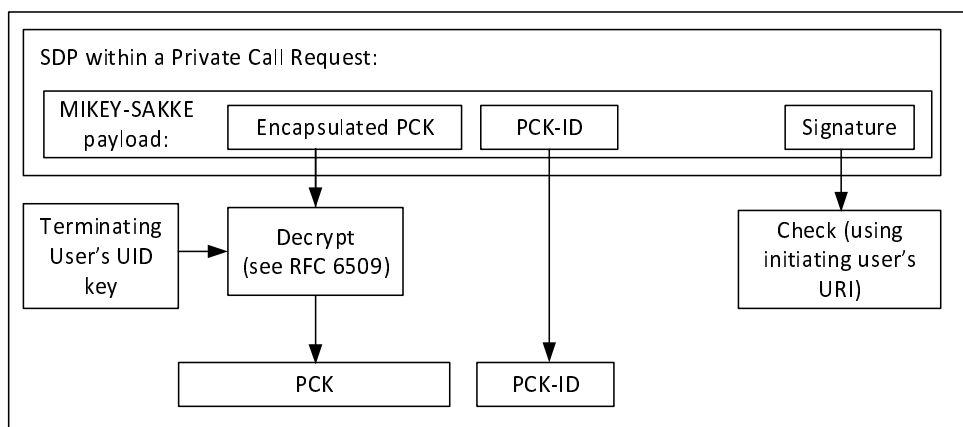 SDP within a Private Call Request:
MIKEY-SAKKE
payload:
Encapsulated PCK
PCK-ID
Signature
Terminating
User's UID
key
Decrypt
(see RFC 6509)
Check (using
initiating user's
URI)
PCK
PCK-ID